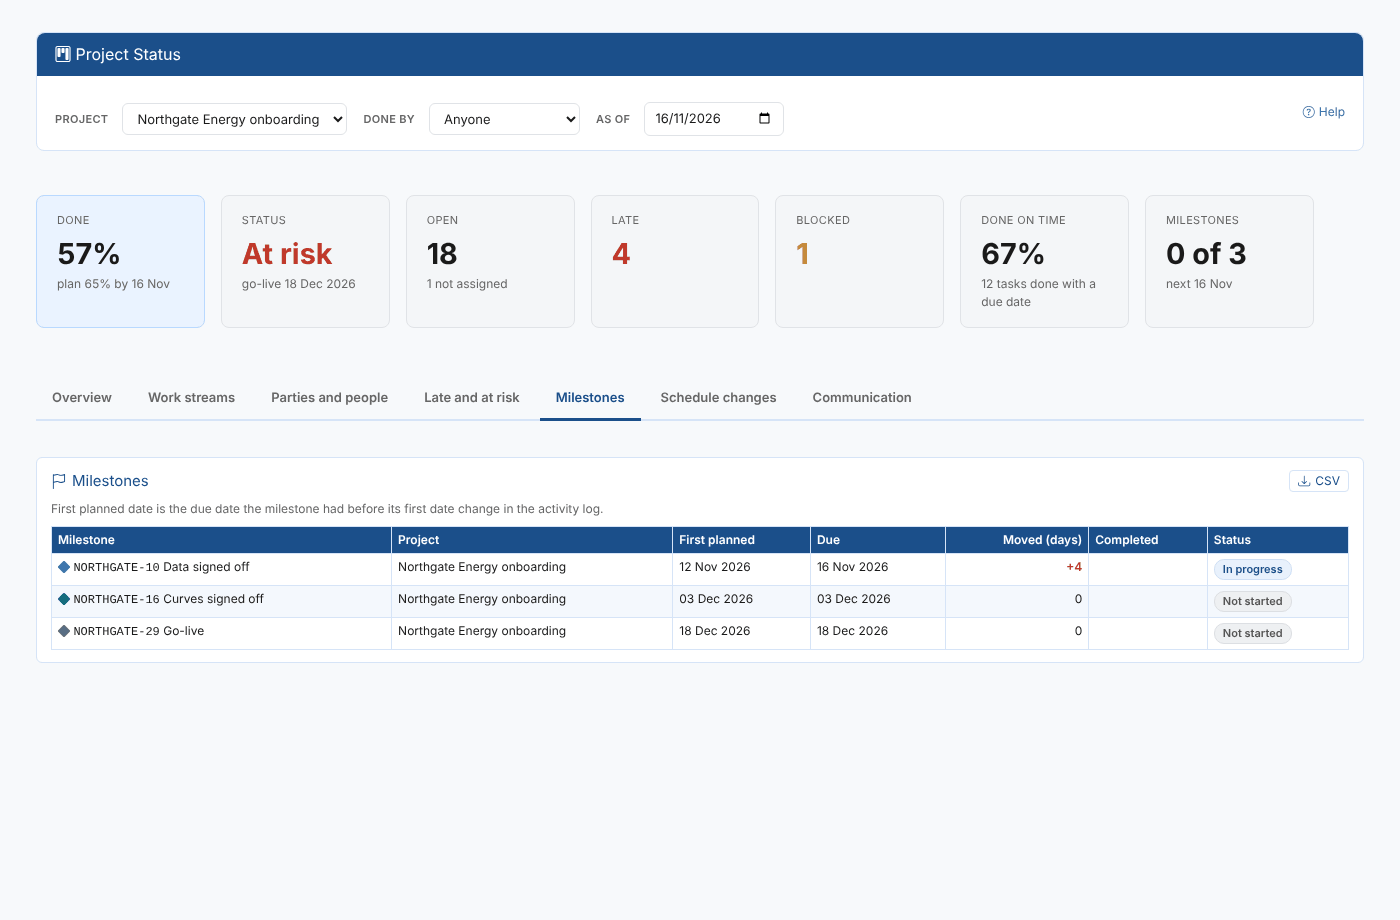 Project Status
PROJECT Northgate Energy onboarding DONE BY Anyone AS OF 16/11/2026 Help
DONE
57%
plan 65% by 16 Nov
STATUS
At risk
go-live 18 Dec 2026
OPEN
18
1 not assigned
LATE
4
BLOCKED
1
DONE ON TIME
67%
12 tasks done with a
due date
MILESTONES
0 of 3
next 16 Nov
Overview Work streams Parties and people Late and at risk Milestones Schedule changes Communication
Milestones CSV
First planned date is the due date the milestone had before its first date change in the activity log.
Milestone Project First planned Due Moved (days) Completed Status
NORTHGATE-10 Data signed off Northgate Energy onboarding 12 Nov 2026 16 Nov 2026 +4 In progress
NORTHGATE-16 Curves signed off Northgate Energy onboarding 03 Dec 2026 03 Dec 2026 0 Not started
NORTHGATE-29 Go-live Northgate Energy onboarding 18 Dec 2026 18 Dec 2026 0 Not started